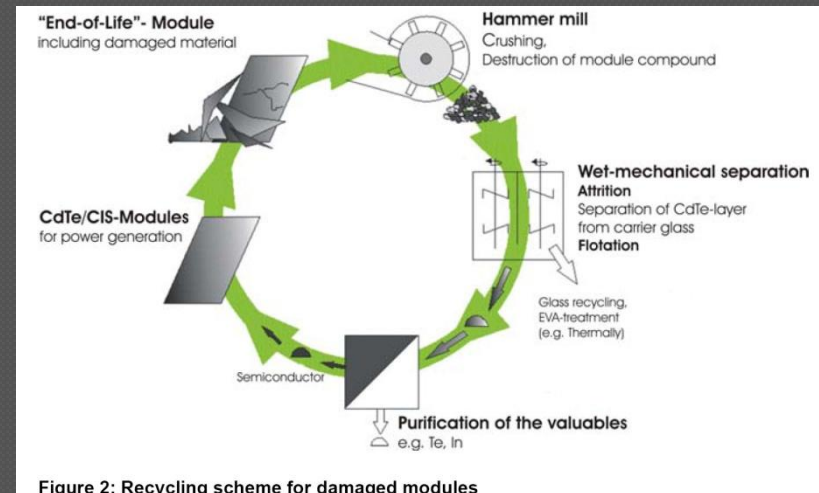 "End-of-Life"- Module
including damaged material
Hammer mill
Crushing,
Destruction of module compound
Wet-mechanical separation
Attrition
Separation of CdTe-layer
from carrier glass
Flotation
CdTe/CIS-Modules
for power generation
Glass recycling,
EVA-treatment
(e.g. Thermally)
Semiconductor
Purification of the valuables
e.g. Te, In
Figure 2: Recycling scheme for damaged modules